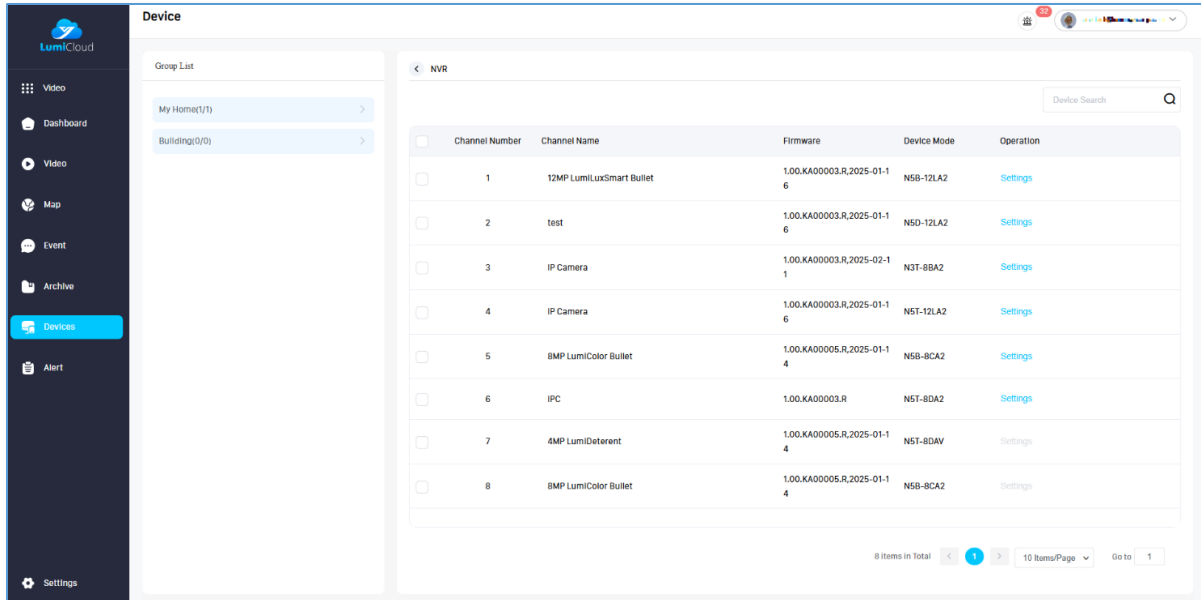 LumiCloud
Video
Dashboard
Video
Map
Event
Archive
Devices
Alert
Settings
Device
32
Group List
My Home(1/1)
Building(0/0)
NVR
Device Search
Channel Number Channel Name Firmware Device Mode Operation
1 12MP LumiLuxSmart Bullet 1.00.KA00003.R,2025-01-1
6 N5B-12LA2 Settings
2 test 1.00.KA00003.R,2025-01-1
6 N5D-12LA2 Settings
3 IP Camera 1.00.KA00003.R,2025-02-1
1 N3T-8BA2 Settings
4 IP Camera 1.00.KA00003.R,2025-01-1
6 N5T-12LA2 Settings
5 8MP LumiColor Bullet 1.00.KA00005.R,2025-01-1
4 N5B-8CA2 Settings
6 IPC 1.00.KA00003.R N5T-8DA2 Settings
7 4MP LumiDeterent 1.00.KA00005.R,2025-01-1
4 N5T-8DAV Settings
8 8MP LumiColor Bullet 1.00.KA00005.R,2025-01-1
4 N5B-8CA2 Settings
8 Items in Total 1 10 Items/Page Go to 1